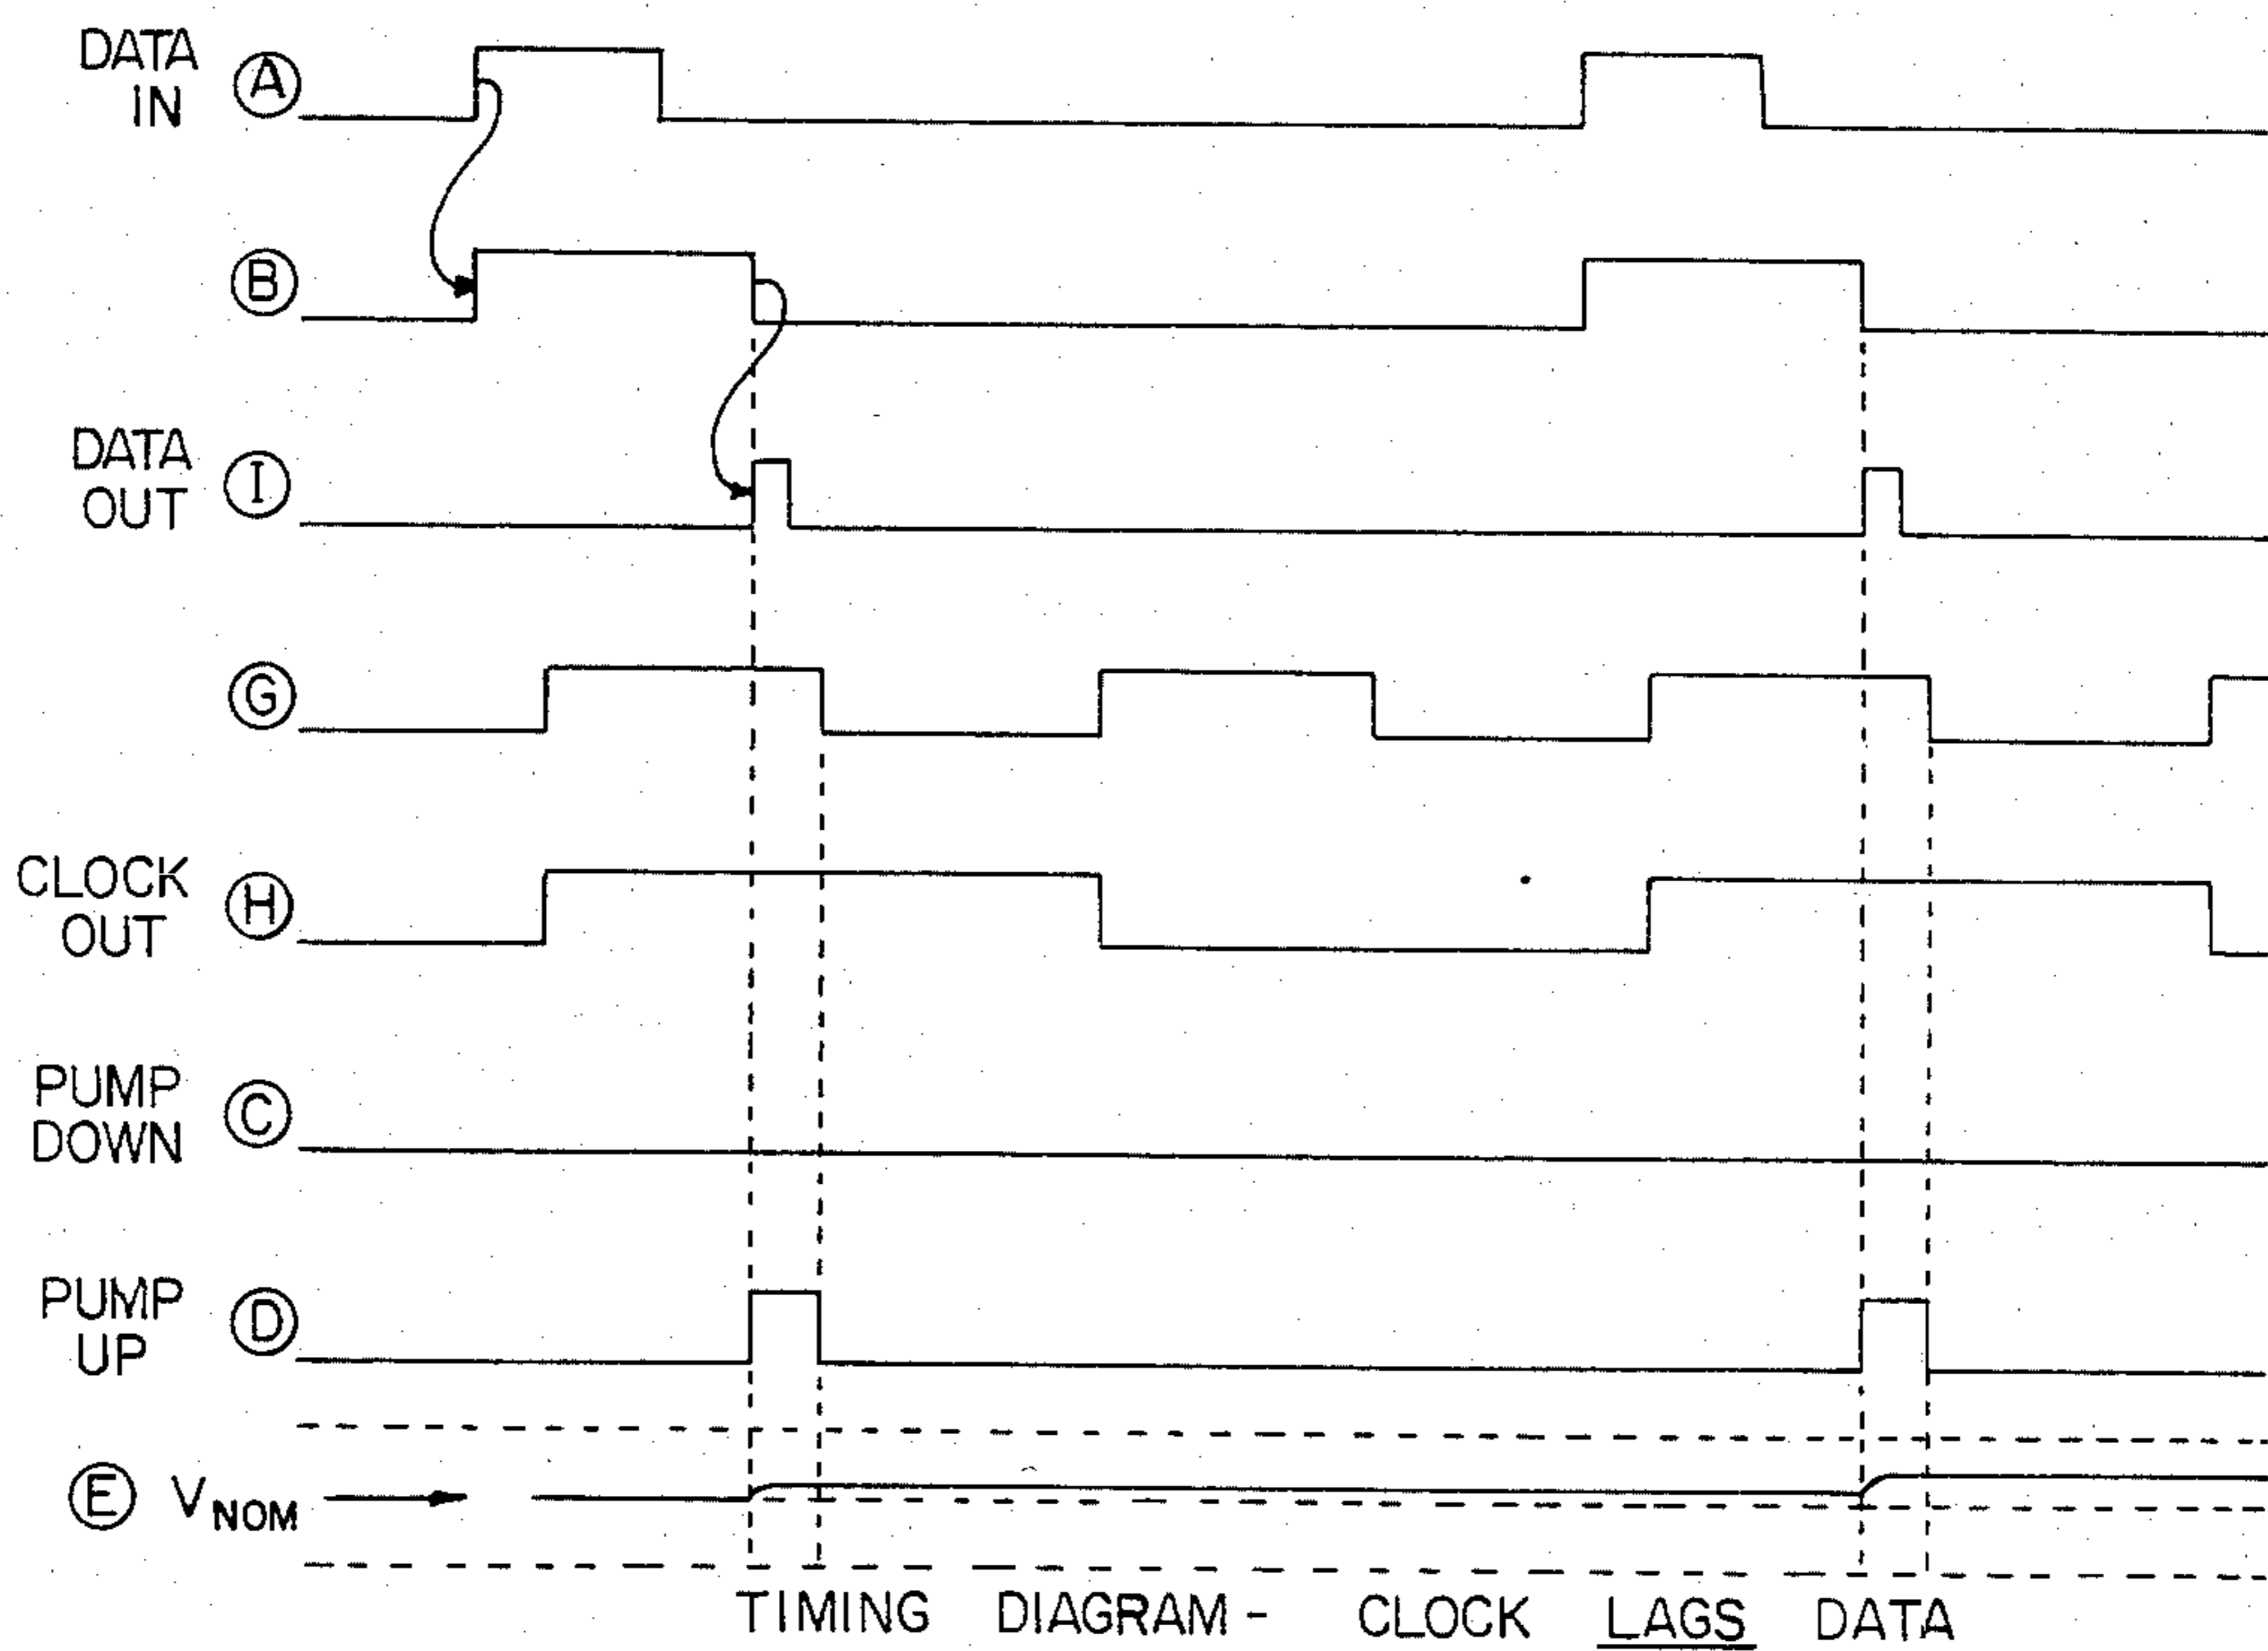 DATA
IN
A
B
DATA
OUT
I
G
CLOCK
OUT
H
PUMP
DOWN
C
PUMP
UP
D
E VNOM
TIMING DIAGRAM - CLOCK LAGS DATA